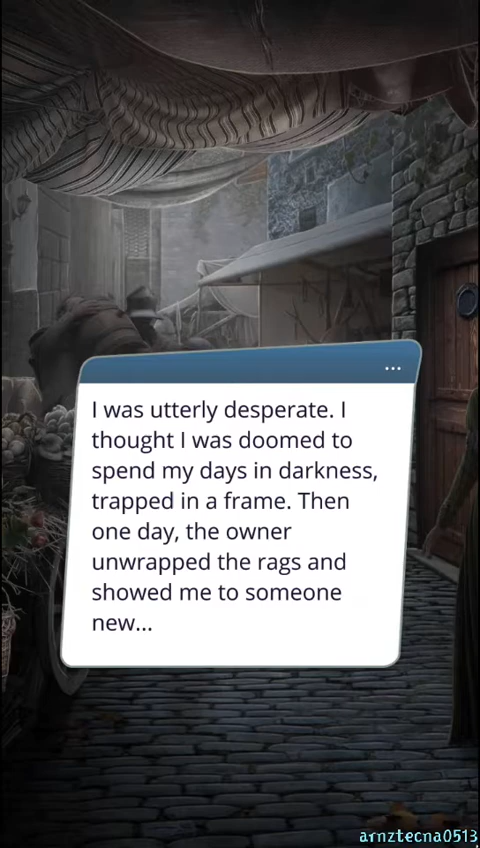 ...
I was utterly desperate. I
thought I was doomed to
spend my days in darkness,
trapped in a frame. Then
one day, the owner
unwrapped the rags and
showed me to someone
new...
arnztecna0513